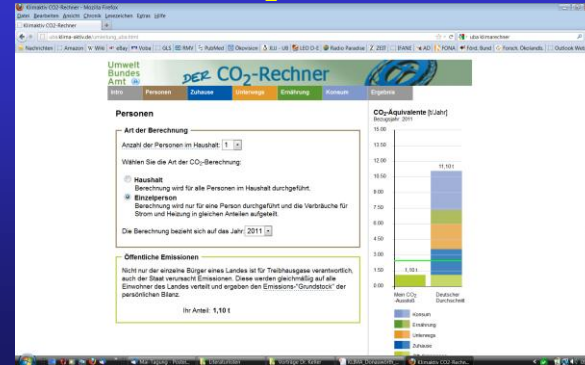 Klimaktiv CO2-Rechner - Mozilla Firefox
Datei Bearbeiten Ansicht Chronik Lesezeichen Extras Hilfe
Klimaktiv CO2-Rechner
Umwelt
Bundes
Amt
DER CO2-Rechner
Intro Personen Zuhause Unterwegs Ernährung Konsum Ergebnis
Personen
Art der Berechnung
Anzahl der Personen im Haushalt: 1
Wählen Sie die Art der CO2-Berechnung:
Haushalt
Berechnung wird für alle Personen im Haushalt durchgeführt.
Einzelperson
Berechnung wird nur für eine Person durchgeführt und die Verbräuche für
Strom und Heizung in gleichen Anteilen aufgeteilt.
Die Berechnung bezieht sich auf das Jahr: 2011
Öffentliche Emissionen
Nicht nur der einzelne Bürger eines Landes ist für Treibhausgase verantwortlich,
auch der Staat verursacht Emissionen. Diese werden gleichmäßig auf alle
Einwohner des Landes verteilt und ergeben den Emissions-"Grundstock" der
persönlichen Bilanz.
Ihr Anteil: 1,10 t
CO2-Äquivalente [t/Jahr]
Bezugsjahr: 2011
15.00
13.50
12.00
10.50
9.00
7.50
6.00
4.50
3.00
1.50
0.00
11,10 t
1,10 t
Mein CO2
-Ausstoß
Deutscher
Durchschnitt
Konsum
Ernährung
Unterwegs
Zuhause